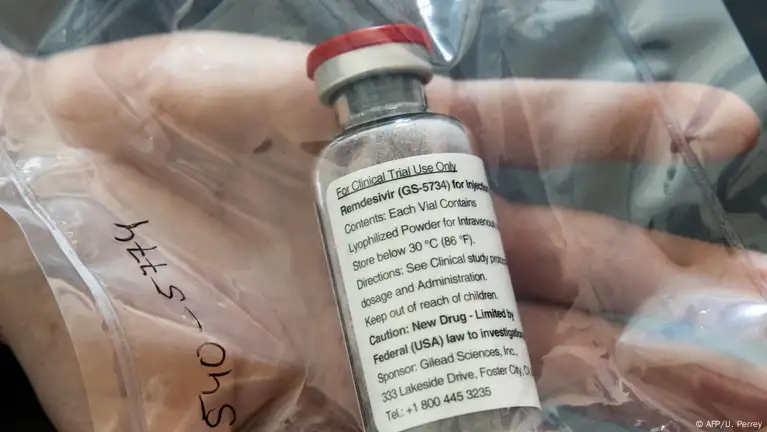 For Clinical Trial Use Only
Remdesivir (GS-5734) for
Contents: Each Vial Contains
Lyophilized Powder for Intravenous
Store below 30 °C (86 °F).
Directions: See Clinical study
dosage and Administration.
Keep out of reach of children.
Caution: New Drug - Limited by
Federal (USA) law to
Sponsor: Gilead Sciences, Inc.,
333 Lakeside Drive, Foster City,
Tel.: +1 800 445 3235
© AFP/U. Perrey